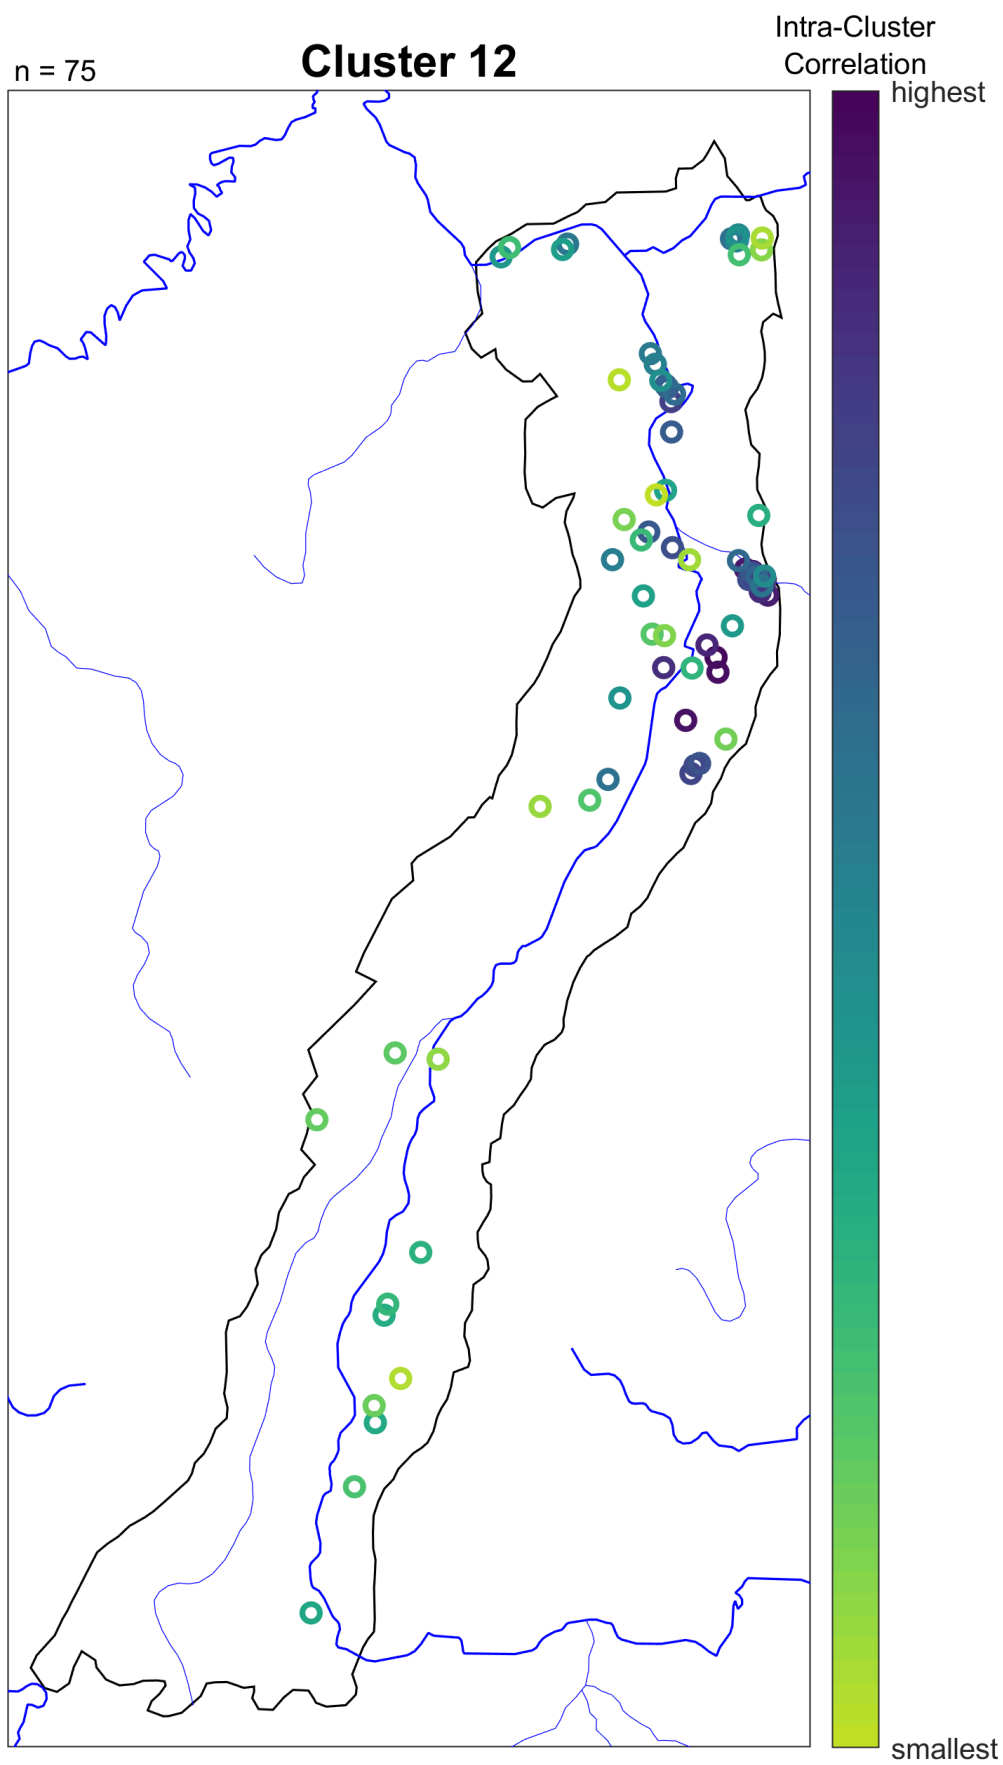 Intra-Cluster
Correlation
n = 75
Cluster 12
highest
smallest